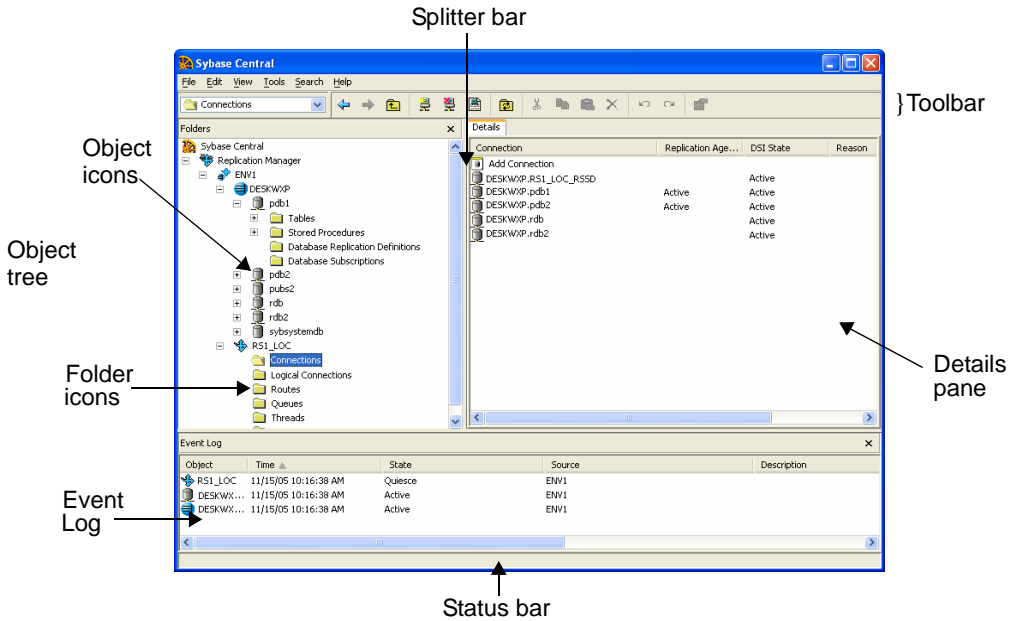 Splitter bar
Sybase Central
File Edit View Tools Search Help
Connections
}Toolbar
Folders
Details
Sybase Central
Replication Manager
ENV1
DESKWXP
pdb1
Tables
Stored Procedures
Database Replication Definitions
Database Subscriptions
pdb2
pubs2
rdb
rdb2
sybsystemdb
RS1_LOC
Connections
Logical Connections
Routes
Queues
Threads
Connection Replication Age... DSI State Reason
Add Connection
DESKWXP.RS1_LOC_RSSD Active
DESKWXP.pdb1 Active Active
DESKWXP.pdb2 Active Active
DESKWXP.rdb Active
DESKWXP.rdb2 Active
Object
icons
Object
tree
Folder
icons
Details
pane
Event Log
Object Time State Source Description
RS1_LOC 11/15/05 10:16:38 AM Quiesce ENV1
DESKWX... 11/15/05 10:16:38 AM Active ENV1
DESKWX... 11/15/05 10:16:38 AM Active ENV1
Event
Log
Status bar